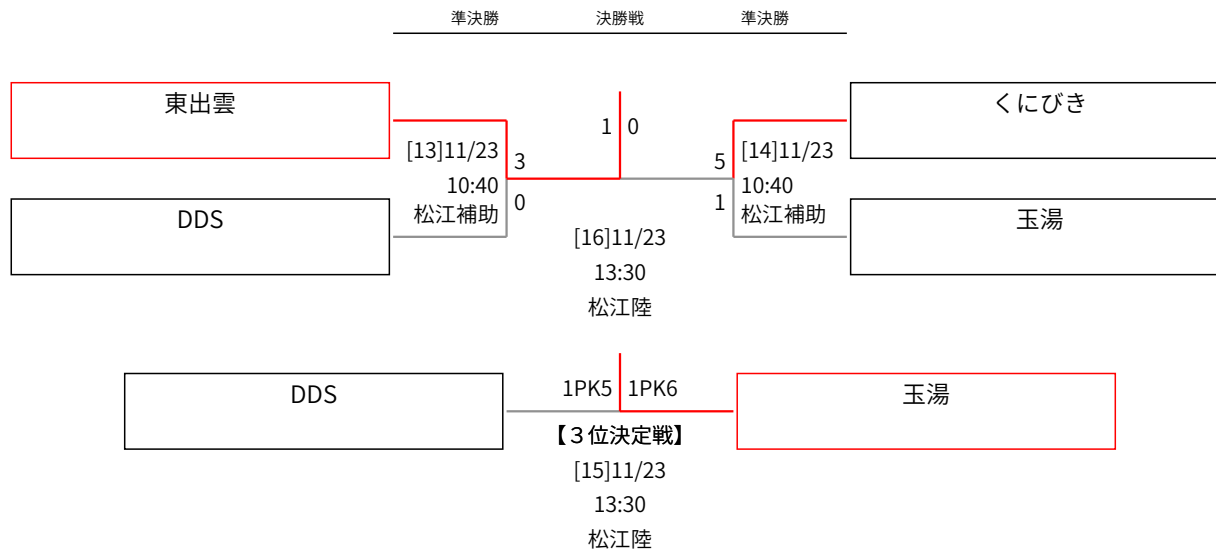 準決勝 決勝戦 準決勝
東出雲
くにびき
1 0
[13]11/23
3
5
[14]11/23
10:40
10:40
松江補助
0
1
松江補助
DDS
玉湯
[16]11/23
13:30
松江陸
DDS
1PK5 1PK6
玉湯
【３位決定戦】
[15]11/23
13:30
松江陸